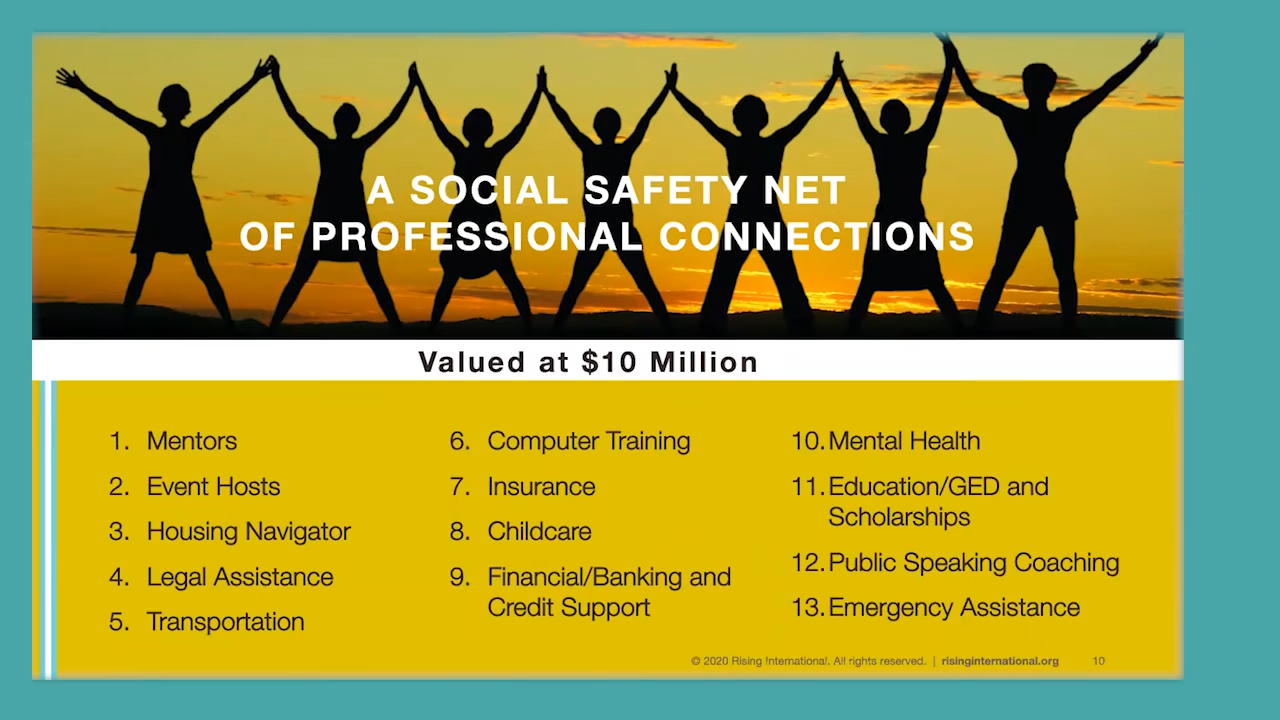 A SOCIAL SAFETY NET
OF PROFESSIONAL CONNECTIONS
Valued at $10 Million
1. Mentors
2. Event Hosts
3. Housing Navigator
4. Legal Assistance
5. Transportation
6. Computer Training
7. Insurance
8. Childcare
9. Financial/Banking and
Credit Support
10. Mental Health
11. Education/GED and
Scholarships
12. Public Speaking Coaching
13. Emergency Assistance
© 2020 Rising International. All rights reserved. | risinginternational.org 10